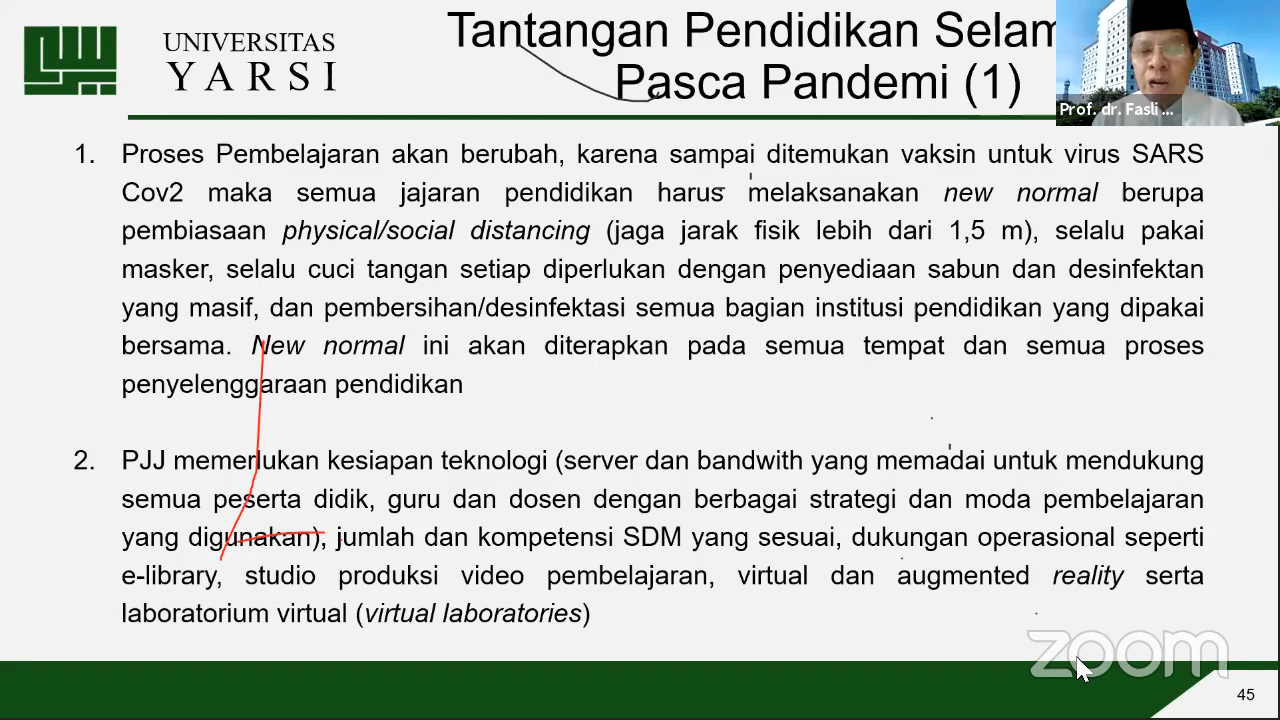 UNIVERSITAS
YARSI
Tantangan Pendidikan Selam
Pasca Pandemi (1)
Prof. dr. Fasli ...
1. Proses Pembelajaran akan berubah, karena sampai ditemukan vaksin untuk virus SARS
Cov2 maka semua jajaran pendidikan harus melaksanakan new normal berupa
pembiasaan physical/social distancing (jaga jarak fisik lebih dari 1,5 m), selalu pakai
masker, selalu cuci tangan setiap diperlukan dengan penyediaan sabun dan desinfektan
yang masif, dan pembersihan/desinfektasi semua bagian institusi pendidikan yang dipakai
bersama. New normal ini akan diterapkan pada semua tempat dan semua proses
penyelenggaraan pendidikan
2. PJJ memerlukan kesiapan teknologi (server dan bandwith yang memadai untuk mendukung
semua peserta didik, guru dan dosen dengan berbagai strategi dan moda pembelajaran
yang digunakan), jumlah dan kompetensi SDM yang sesuai, dukungan operasional seperti
e-library, studio produksi video pembelajaran, virtual dan augmented reality serta
laboratorium virtual (virtual laboratories)
zoom
45